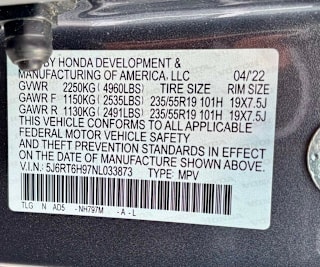 BY HONDA DEVELOPMENT &
MANUFACTURING OF AMERICA, LLC 04/'22
GVWR 2250KG (4960LBS) TIRE SIZE RIM SIZE
GAWR F 1150KG (2535LBS) 235/55R19 101H 19X7.5J
GAWR R 1130KG (2491LBS) 235/55R19 101H 19X7.5J
THIS VEHICLE CONFORMS TO ALL APPLICABLE
FEDERAL MOTOR VEHICLE SAFETY
AND THEFT PREVENTION STANDARDS IN EFFECT
ON THE DATE OF MANUFACTURE SHOWN ABOVE.
V.I.N.: 5J6RT6H97NL033873 TYPE: MPV
TLG N AD5 -NH797M -A-L